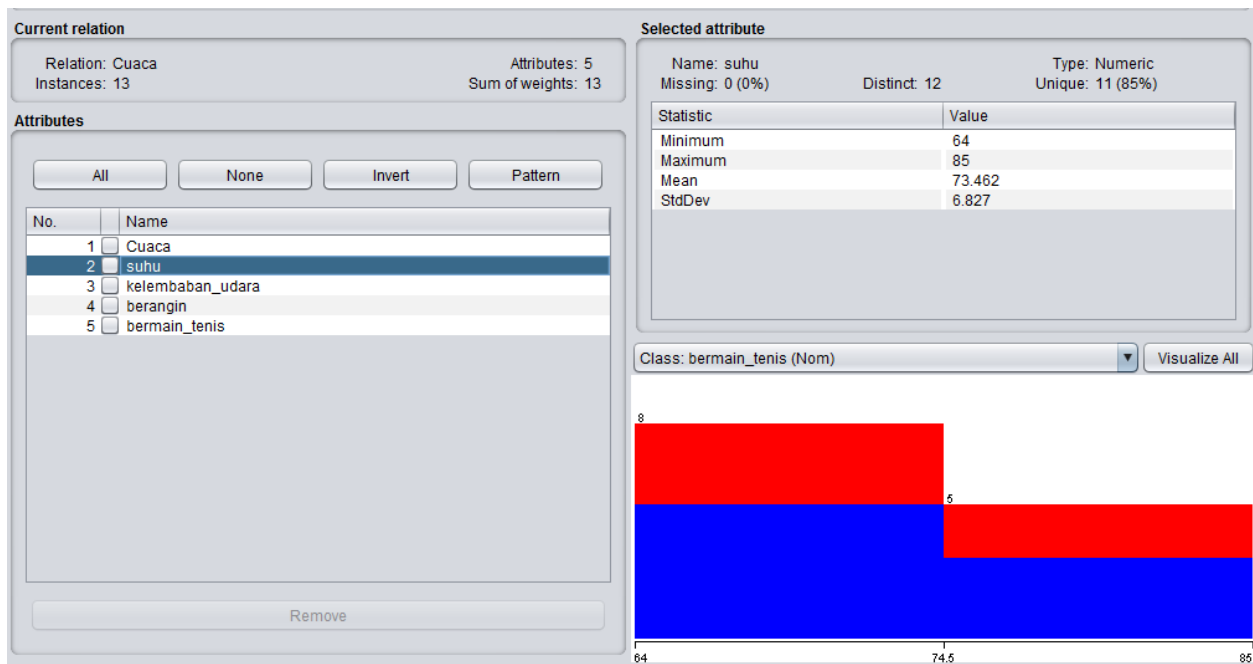 Current relation
Relation: Cuaca Attributes: 5
Instances: 13 Sum of weights: 13
Attributes
All None Invert Pattern
No. Name
1 Cuaca
2 suhu
3 kelembaban_udara
4 berangin
5 bermain_tenis
Remove
Selected attribute
Name: suhu Type: Numeric
Missing: 0 (0%) Distinct: 12 Unique: 11 (85%)
Statistic Value
Minimum 64
Maximum 85
Mean 73.462
StdDev 6.827
Class: bermain_tenis (Nom) Visualize All
8
5
64 74.5 85